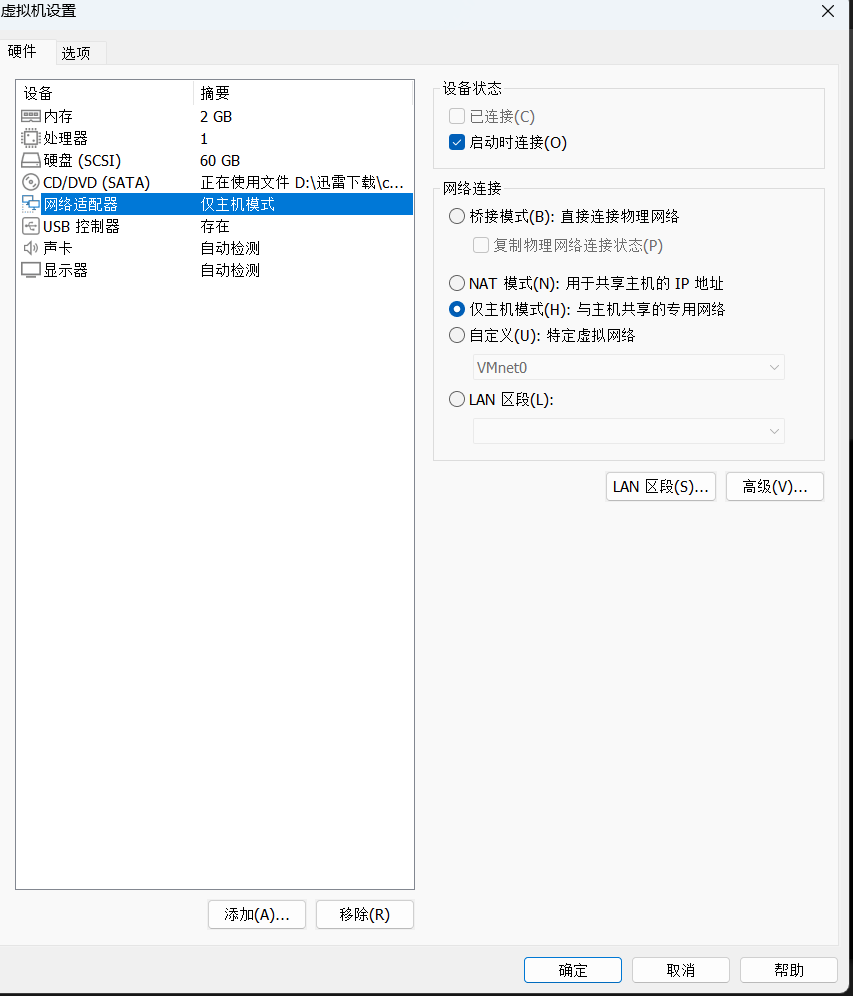 虚拟机设置
硬件 选项
设备 摘要
内存 2 GB
处理器 1
硬盘 (SCSI) 60 GB
CD/DVD (SATA) 正在使用文件 D:\迅雷下载\c...
网络适配器 仅主机模式
USB 控制器 存在
声卡 自动检测
显示器 自动检测
添加(A)... 移除(R)
设备状态
已连接(C)
启动时连接(O)
网络连接
桥接模式(B): 直接连接物理网络
复制物理网络连接状态(P)
NAT 模式(N): 用于共享主机的 IP 地址
仅主机模式(H): 与主机共享的专用网络
自定义(U): 特定虚拟网络
VMnet0
LAN 区段(L):
LAN 区段(S)... 高级(V)...
确定 取消 帮助